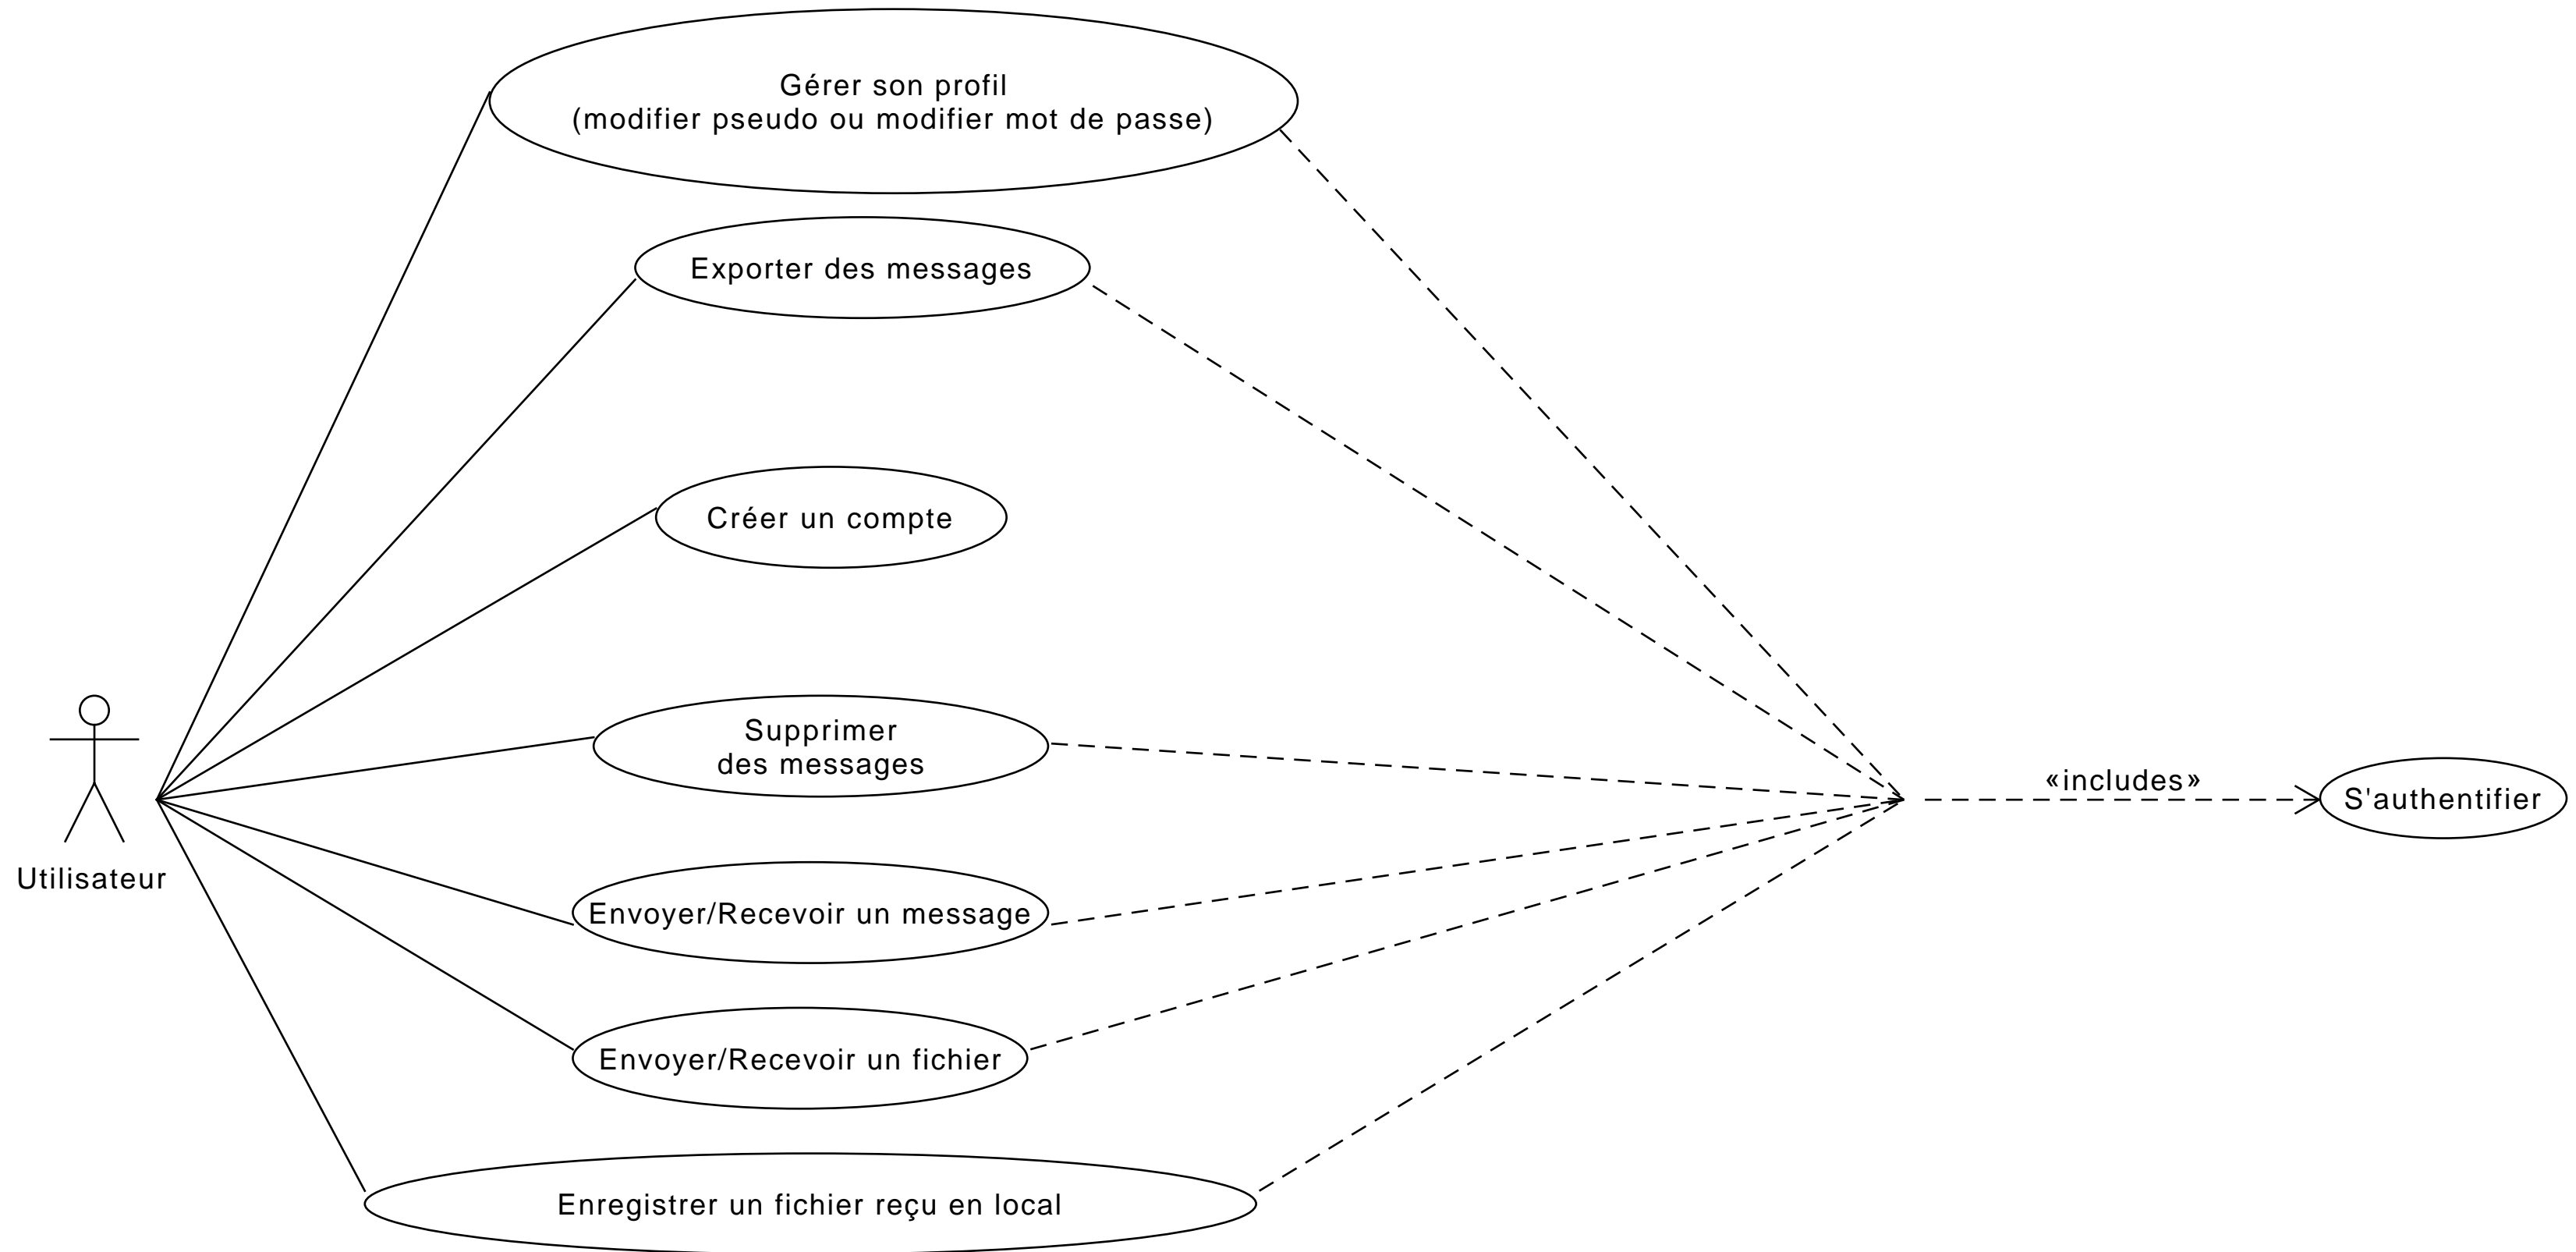 Gérer son profil
(modifier pseudo ou modifier mot de passe)
Exporter des messages
Créer un compte
Supprimer
des messages
«includes»
S'authentifier
Utilisateur
Envoyer/Recevoir un message
Envoyer/Recevoir un fichier
Enregistrer un fichier reçu en local